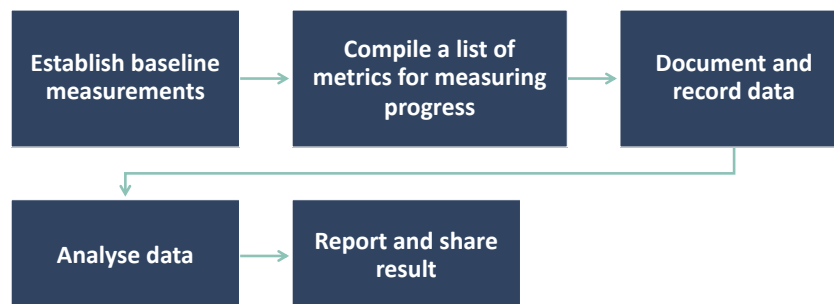 Establish baseline
measurements
Compile a list of
metrics for measuring
progress
Document and
record data
Analyse data
Report and share
result